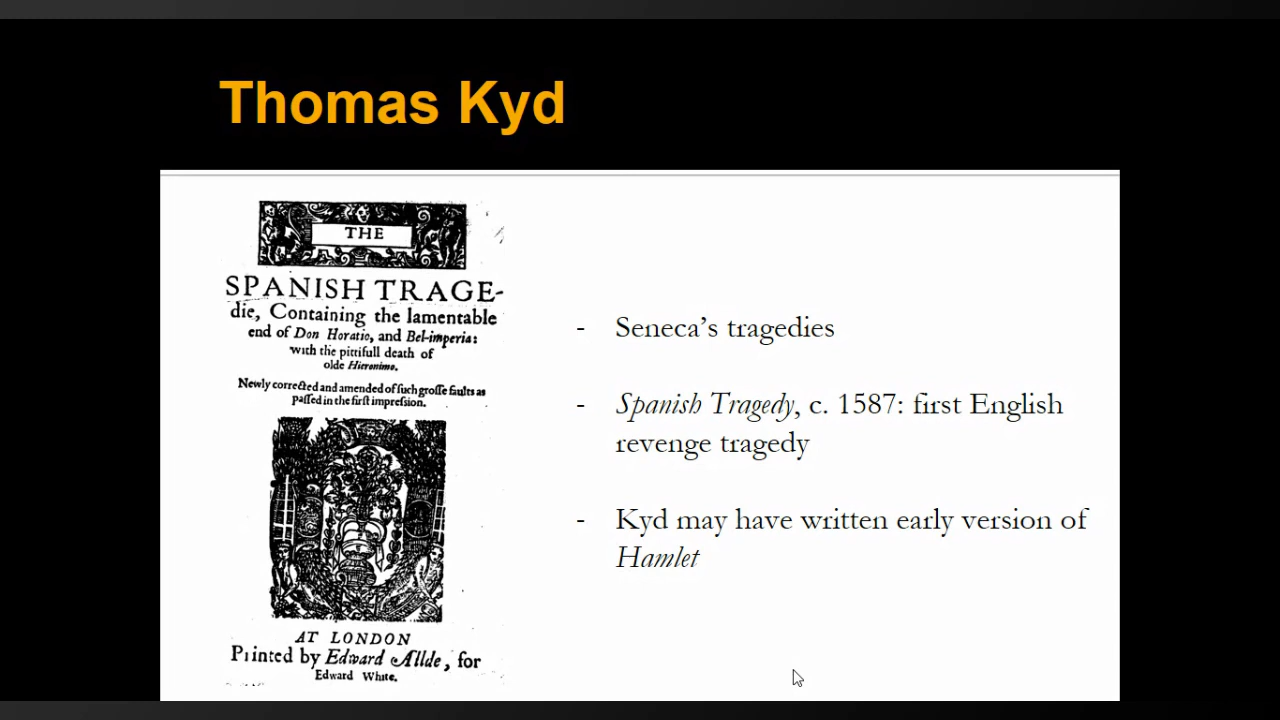 Thomas Kyd
THE
SPANISH TRAGE-
die, Containing the lamentable
end of Don Horatio, and Bel-imperia:
with the pittifull death of
olde Hieronimo.
Newly corrected and amended of ſuch groſſe faults as
paſſed in the firſt impreſsion.
AT LONDON
Printed by Edward Allde, for
Edward White.
- Seneca’s tragedies
- Spanish Tragedy, c. 1587: first English
revenge tragedy
- Kyd may have written early version of
Hamlet